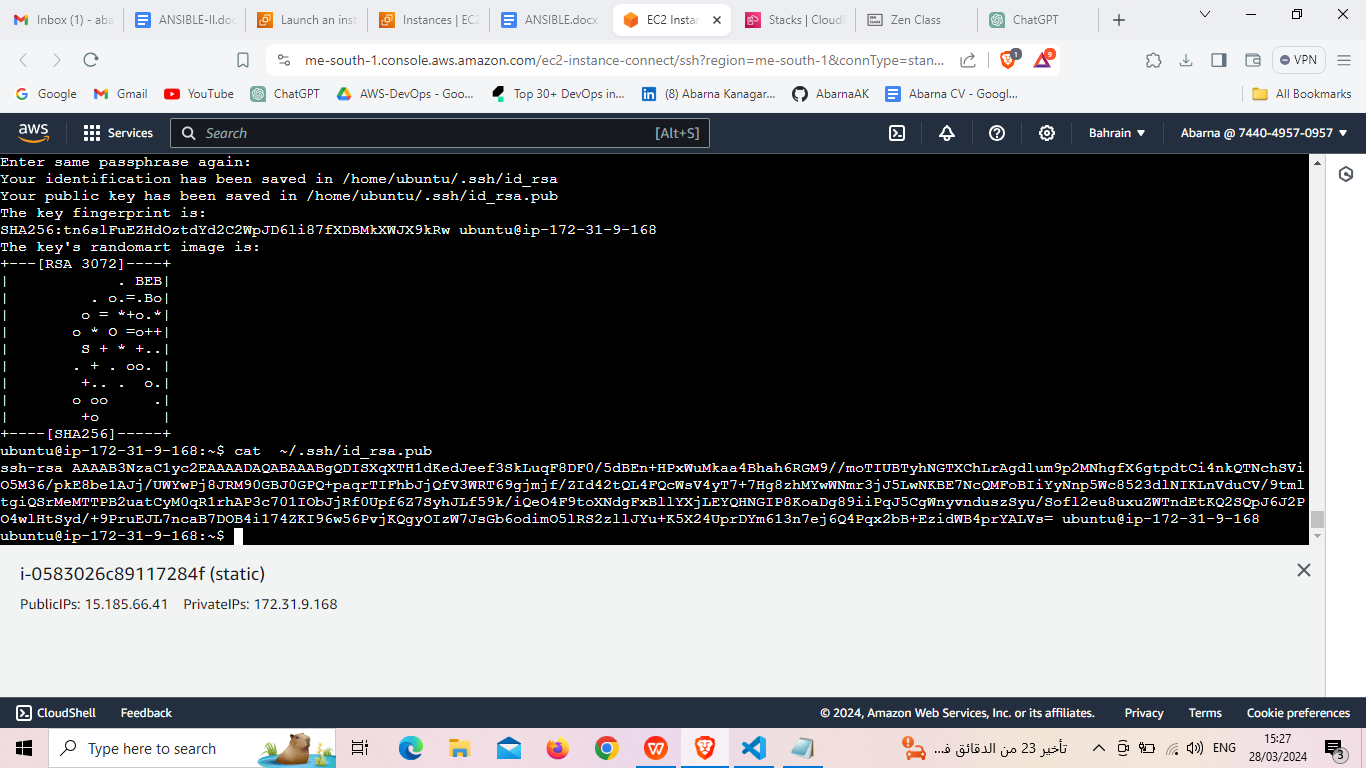 Inbox (1) - aba
ANSIBLE-II.doc
Launch an inst
Instances | EC2
ANSIBLE.docx
EC2 Instan
Stacks | Cloudf
Zen Class
ChatGPT
me-south-1.console.aws.amazon.com/ec2-instance-connect/ssh?region=me-south-1&connType=stan...
1
9
VPN
Google
Gmail
YouTube
ChatGPT
AWS-DevOps - Goo...
Top 30+ DevOps in...
(8) Abarna Kanagar...
AbarnaAK
Abarna CV - Googl...
All Bookmarks
aws
Services
Search
[Alt+S]
Bahrain
Abarna @ 7440-4957-0957
Enter same passphrase again:
Your identification has been saved in /home/ubuntu/.ssh/id_rsa
Your public key has been saved in /home/ubuntu/.ssh/id_rsa.pub
The key fingerprint is:
SHA256:tn6slFuEZHdOztdYd2C2WpJD6li87fXDBMkXWJX9kRw ubuntu@ip-172-31-9-168
The key's randomart image is:
+---[RSA 3072]----+
|             . BEB|
|          . o.=.Bo|
|         o = *+o.*|
|        o * O =o++|
|         S + * +..|
|        . + . oo. |
|         +.. .  o.|
|        o oo     .|
|         +o       |
+----[SHA256]-----+
ubuntu@ip-172-31-9-168:~$ cat  ~/.ssh/id_rsa.pub
ssh-rsa AAAAB3NzaC1yc2EAAAADAQABAAABgQDISXqXTH1dKedJeef3SkLuqF8DF0/5dBEn+HPxWuMkaa4Bhah6RGM9//moTIUBTyhNGTXChLrAgdlum9p2MNhgfX6gtpdtCi4nkQTNchSVi
O5M36/pkE8be1AJj/UWYwPj8JRM90GBJ0GPQ+paqrTIFhbJjQfV3WRT69gjmjf/ZId42tQL4FQcWsV4yT7+7Hg8zhMYwWNmr3jJ5LwNKBE7NcQMFoBIiYyNnp5Wc8523dlNIKLnVduCV/9tml
tgiQSrMeMTTPB2uatCyM0qR1rhAP3c70lIObJjRf0Upf6Z7SyhJLf59k/iQeO4F9toXNdgFxBllYXjLEYQHNGIP8KoaDg89iiPqJ5CgWnyvnduszSyu/Sofl2eu8uxuZWTndEtKQ2SQpJ6J2P
O4wlHtSyd/+9PruEJL7ncaB7DOB4i174ZKI96w56PvjKQgyOIzW7JsGb6odimO5lRS2zllJYu+K5X24UprDYm613n7ej6Q4Pqx2bB+EzidWB4prYALVs= ubuntu@ip-172-31-9-168
ubuntu@ip-172-31-9-168:~$
i-0583026c89117284f (static)
PublicIPs: 15.185.66.41    PrivateIPs: 172.31.9.168
CloudShell
Feedback
© 2024, Amazon Web Services, Inc. or its affiliates.
Privacy
Terms
Cookie preferences
Type here to search
تأخير 23 من الدقائق فـ...
ENG
15:27
28/03/2024
3